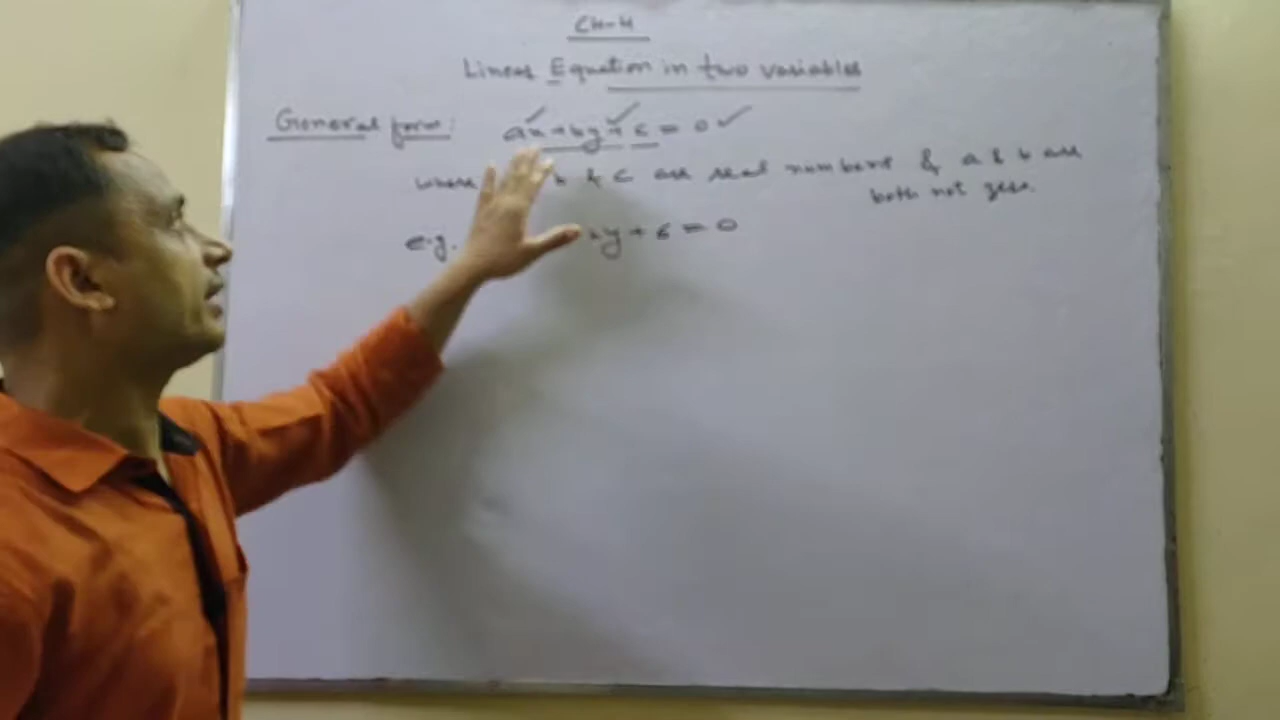 CH-4
Linear Equation in two variables
General form: ax + by + c = 0
where b & c are real numbers & a & b are
both not zero.
e.g. y + 6 = 0